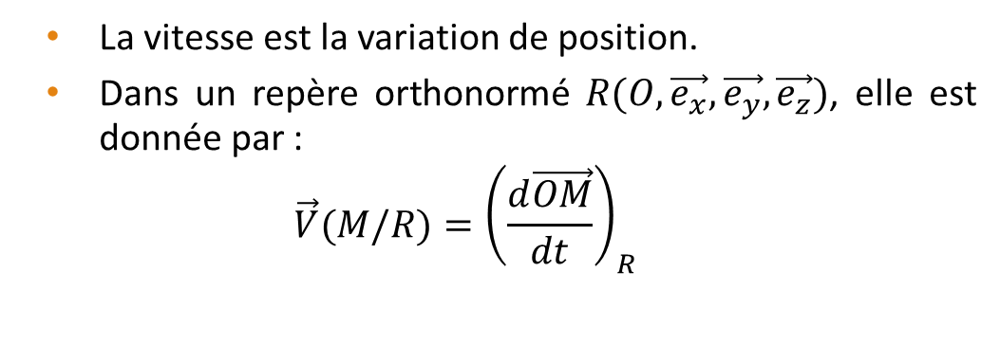 • La vitesse est la variation de position.
• Dans un repère orthonormé $R(O, \overrightarrow{e_x}, \overrightarrow{e_y}, \overrightarrow{e_z})$, elle est
donnée par :
$\vec{V}(M/R) = \left(\frac{d\overrightarrow{OM}}{dt}\right)_R$